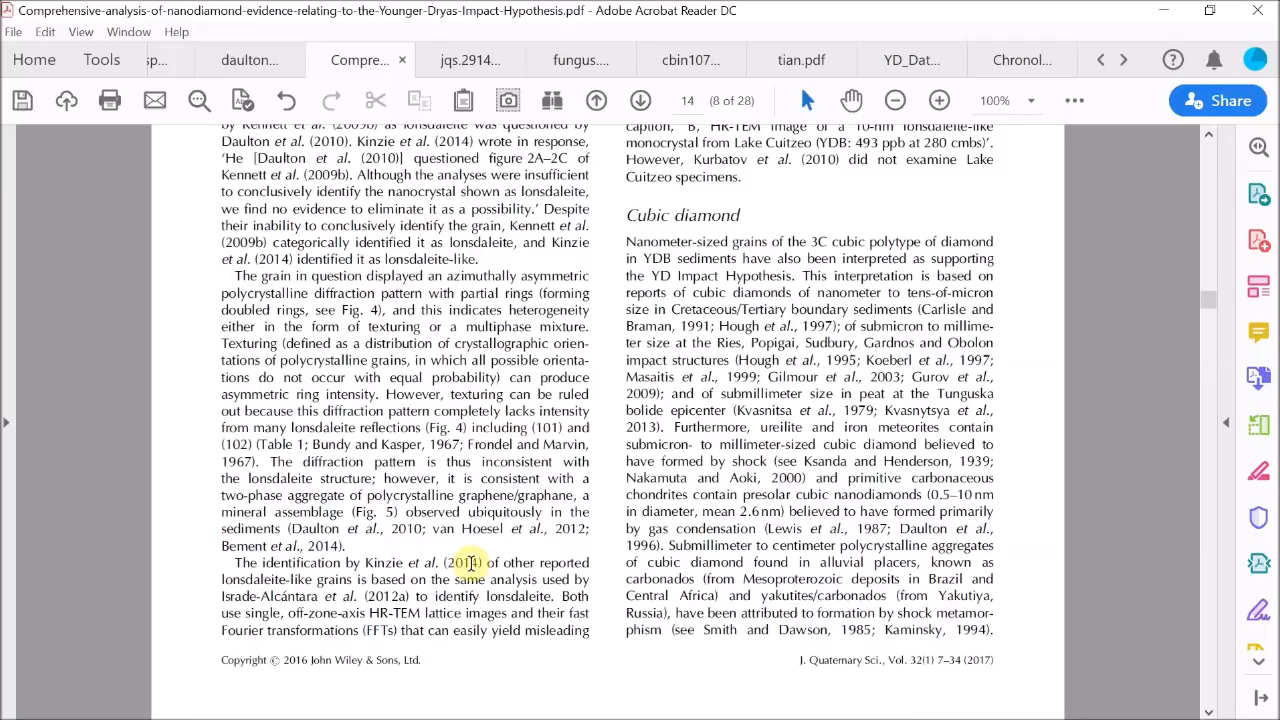 Comprehensive-analysis-of-nanodiamond-evidence-relating-to-the-Younger-Dryas-Impact-Hypothesis.pdf - Adobe Acrobat Reader DC
File Edit View Window Help
Home Tools sp... daulton... Compre... × jqs.2914... fungus.... cbin107... tian.pdf YD_Dat... Chronol...
14 (8 of 28) 100% Share
by Kennett et al. (2009b) as lonsdaleite was questioned by
Daulton et al. (2010). Kinzie et al. (2014) wrote in response,
‘He [Daulton et al. (2010)] questioned figure 2A–2C of
Kennett et al. (2009b). Although the analyses were insufficient
to conclusively identify the nanocrystal shown as lonsdaleite,
we find no evidence to eliminate it as a possibility.’ Despite
their inability to conclusively identify the grain, Kennett et al.
(2009b) categorically identified it as lonsdaleite, and Kinzie
et al. (2014) identified it as lonsdaleite-like.
The grain in question displayed an azimuthally asymmetric
polycrystalline diffraction pattern with partial rings (forming
doubled rings, see Fig. 4), and this indicates heterogeneity
either in the form of texturing or a multiphase mixture.
Texturing (defined as a distribution of crystallographic orien-
tations of polycrystalline grains, in which all possible orienta-
tions do not occur with equal probability) can produce
asymmetric ring intensity. However, texturing can be ruled
out because this diffraction pattern completely lacks intensity
from many lonsdaleite reflections (Fig. 4) including (101) and
(102) (Table 1; Bundy and Kasper, 1967; Frondel and Marvin,
1967). The diffraction pattern is thus inconsistent with
the lonsdaleite structure; however, it is consistent with a
two-phase aggregate of polycrystalline graphene/graphane, a
mineral assemblage (Fig. 5) observed ubiquitously in the
sediments (Daulton et al., 2010; van Hoesel et al., 2012;
Bement et al., 2014).
The identification by Kinzie et al. (2014) of other reported
lonsdaleite-like grains is based on the same analysis used by
Israde-Alcántara et al. (2012a) to identify lonsdaleite. Both
use single, off-zone-axis HR-TEM lattice images and their fast
Fourier transformations (FFTs) that can easily yield misleading
caption, ‘B, HR-TEM image of a 10-nm lonsdaleite-like
monocrystal from Lake Cuitzeo (YDB: 493 ppb at 280 cmbs)’.
However, Kurbatov et al. (2010) did not examine Lake
Cuitzeo specimens.
Cubic diamond
Nanometer-sized grains of the 3C cubic polytype of diamond
in YDB sediments have also been interpreted as supporting
the YD Impact Hypothesis. This interpretation is based on
reports of cubic diamonds of nanometer to tens-of-micron
size in Cretaceous/Tertiary boundary sediments (Carlisle and
Braman, 1991; Hough et al., 1997); of submicron to millime-
ter size at the Ries, Popigai, Sudbury, Gardnos and Obolon
impact structures (Hough et al., 1995; Koeberl et al., 1997;
Masaitis et al., 1999; Gilmour et al., 2003; Gurov et al.,
2009); and of submillimeter size in peat at the Tunguska
bolide epicenter (Kvasnitsa et al., 1979; Kvasnytsya et al.,
2013). Furthermore, ureilite and iron meteorites contain
submicron- to millimeter-sized cubic diamond believed to
have formed by shock (see Ksanda and Henderson, 1939;
Nakamuta and Aoki, 2000) and primitive carbonaceous
chondrites contain presolar cubic nanodiamonds (0.5–10 nm
in diameter, mean 2.6 nm) believed to have formed primarily
by gas condensation (Lewis et al., 1987; Daulton et al.,
1996). Submillimeter to centimeter polycrystalline aggregates
of cubic diamond found in alluvial placers, known as
carbonados (from Mesoproterozoic deposits in Brazil and
Central Africa) and yakutites/carbonados (from Yakutiya,
Russia), have been attributed to formation by shock metamor-
phism (see Smith and Dawson, 1985; Kaminsky, 1994).
Copyright © 2016 John Wiley & Sons, Ltd.
J. Quaternary Sci., Vol. 32(1) 7–34 (2017)